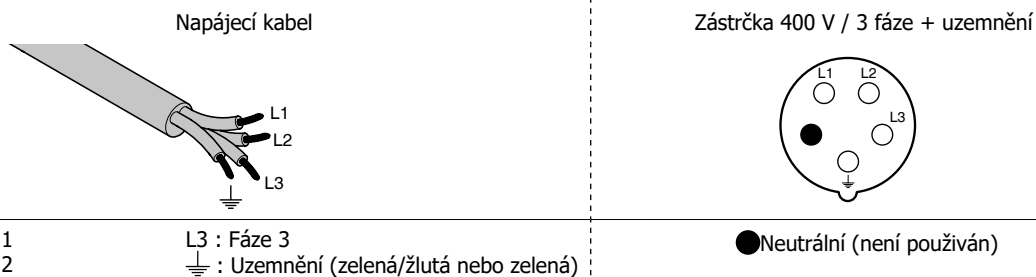 Napájecí kabel
Zástrčka 400 V / 3 fáze + uzemnění
L1
L2
L3
L1 L2
L3
1 L3 : Fáze 3
2 : Uzemnění (zelená/žlutá nebo zelená)
Neutrální (není použiván)